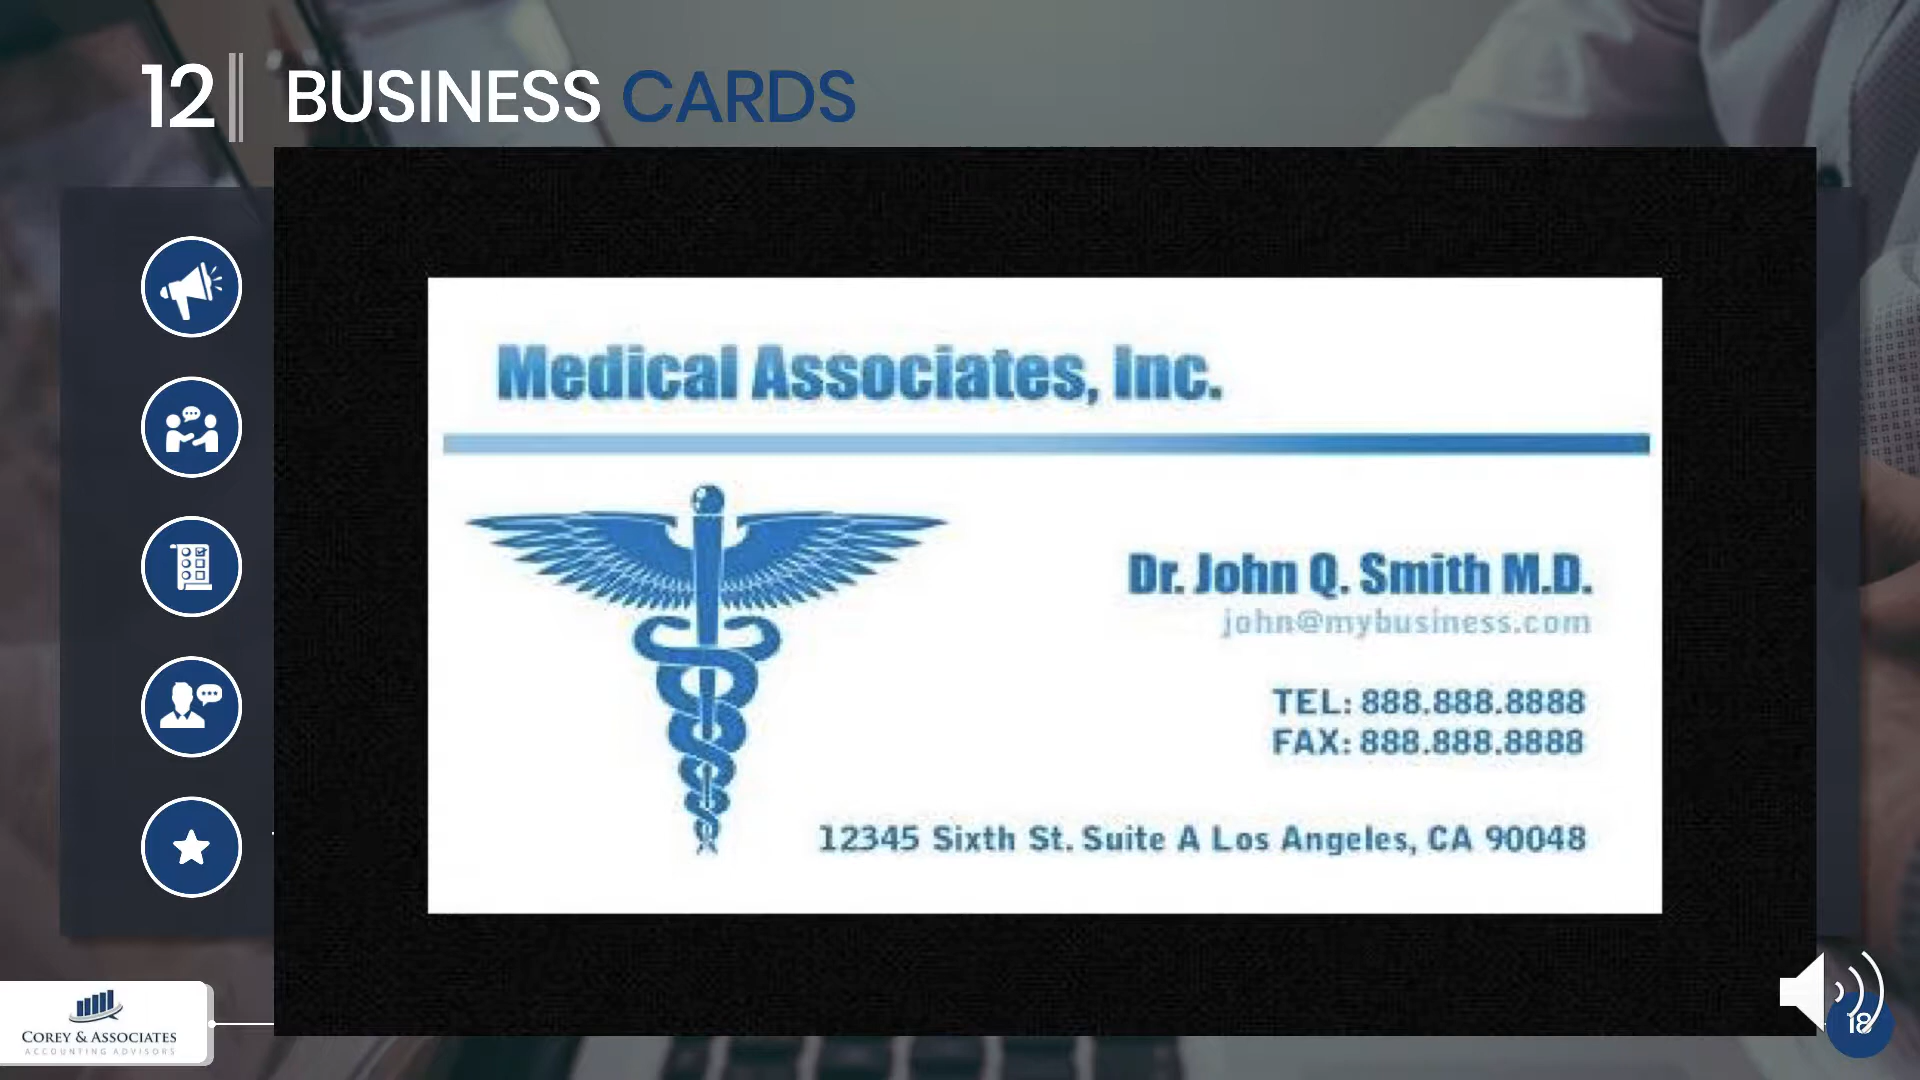 12 BUSINESS CARDS
Medical Associates, Inc.
Dr. John Q. Smith M.D.
john@mybusiness.com
TEL: 888.888.8888
FAX: 888.888.8888
12345 Sixth St. Suite A Los Angeles, CA 90048
COREY & ASSOCIATES
ACCOUNTING ADVISORS
18